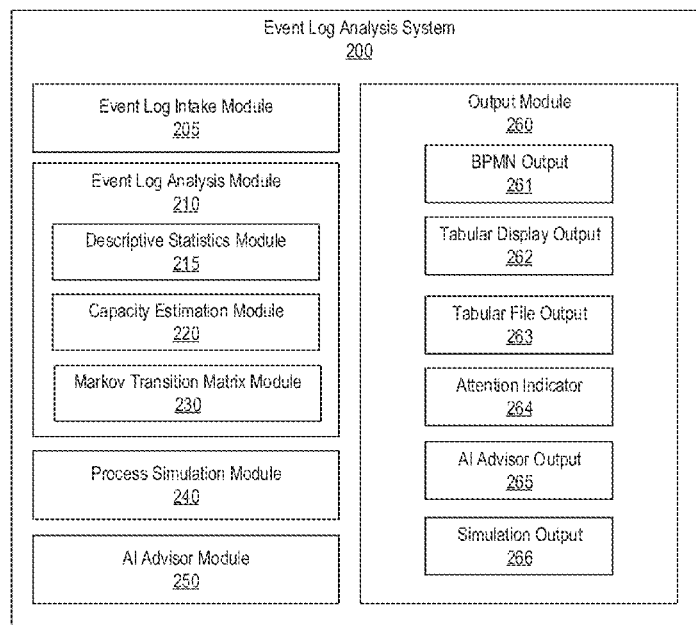 Event Log Analysis System
200
Event Log Intake Module
205
Event Log Analysis Module
210
Descriptive Statistics Module
215
Capacity Estimation Module
220
Markov Transition Matrix Module
230
Process Simulation Module
240
AI Advisor Module
250
Output Module
260
BPMN Output
261
Tabular Display Output
262
Tabular File Output
263
Attention Indicator
264
AI Advisor Output
265
Simulation Output
266